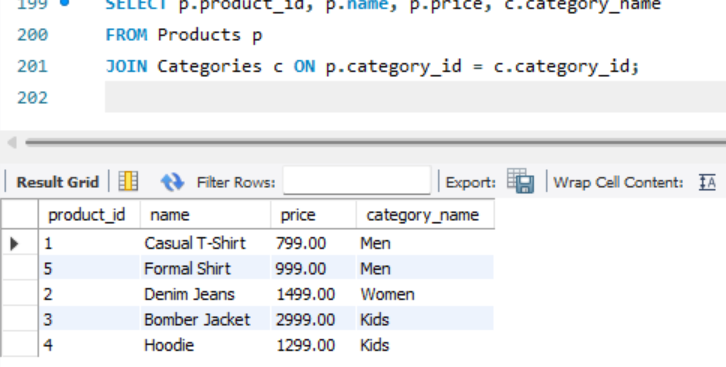 199 SELECT p.product_id, p.name, p.price, c.category_name
200 FROM Products p
201 JOIN Categories c ON p.category_id = c.category_id;
202
Result Grid Filter Rows: Export: Wrap Cell Content: IA
product_id name price category_name
1 Casual T-Shirt 799.00 Men
5 Formal Shirt 999.00 Men
2 Denim Jeans 1499.00 Women
3 Bomber Jacket 2999.00 Kids
4 Hoodie 1299.00 Kids